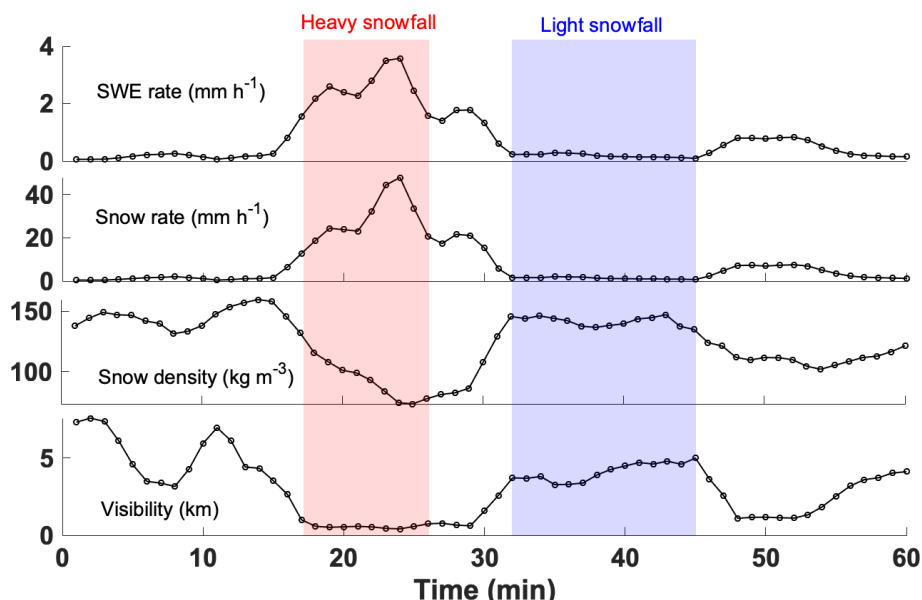 Heavy snowfall
Light snowfall
4
SWE rate (mm h⁻¹)
2
0
40
Snow rate (mm h⁻¹)
20
0
150
100
Snow density (kg m⁻³)
5
Visibility (km)
0
0 10 20 30 40 50 60
Time (min)